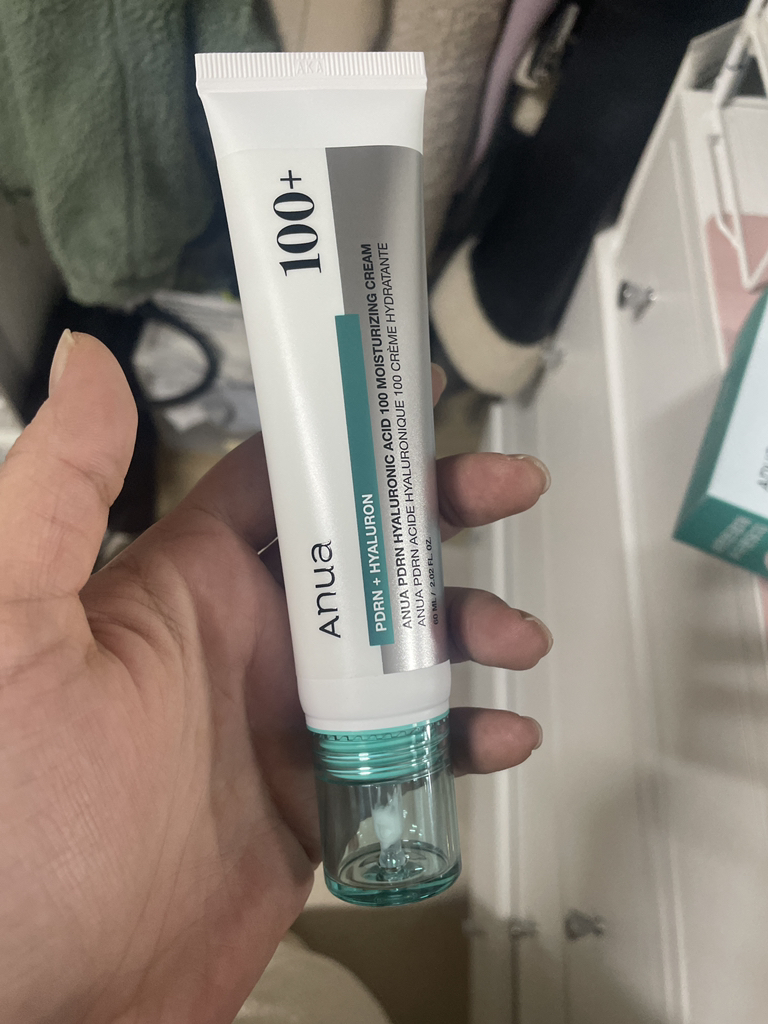 100+
Anua
PDRN + HYALURON
ANUA PDRN HYALURONIC ACID 100 MOISTURIZING CREAM
ANUA PDRN ACIDE HYALURONIQUE 100 CRÈME HYDRATANTE
60 ML / 2.02 FL. OZ.